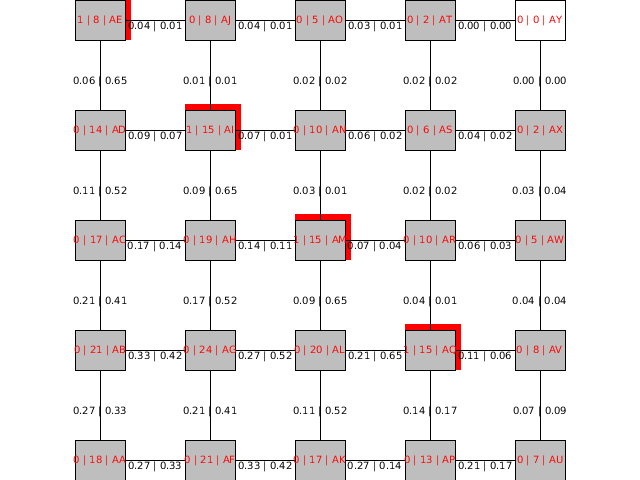 1 | 8 | AE 0.04 | 0.01 0 | 8 | AJ 0.04 | 0.01 0 | 5 | AO 0.03 | 0.01 0 | 2 | AT 0.00 | 0.00 0 | 0 | AY
0.06 | 0.65 0.01 | 0.01 0.02 | 0.02 0.02 | 0.02 0.00 | 0.00
0 | 14 | AD 0.09 | 0.07 1 | 15 | AI 0.07 | 0.01 0 | 10 | AN 0.06 | 0.02 0 | 6 | AS 0.04 | 0.02 0 | 2 | AX
0.11 | 0.52 0.09 | 0.65 0.03 | 0.01 0.02 | 0.02 0.03 | 0.04
0 | 17 | AC 0.17 | 0.14 0 | 19 | AH 0.14 | 0.11 1 | 15 | AM 0.07 | 0.04 0 | 10 | AR 0.06 | 0.03 0 | 5 | AW
0.21 | 0.41 0.17 | 0.52 0.09 | 0.65 0.04 | 0.01 0.04 | 0.04
0 | 21 | AB 0.33 | 0.42 0 | 24 | AG 0.27 | 0.52 0 | 20 | AL 0.21 | 0.65 1 | 15 | AQ 0.11 | 0.06 0 | 8 | AV
0.27 | 0.33 0.21 | 0.41 0.11 | 0.52 0.14 | 0.17 0.07 | 0.09
0 | 18 | AA 0.27 | 0.33 0 | 21 | AF 0.33 | 0.42 0 | 17 | AK 0.27 | 0.14 0 | 13 | AP 0.21 | 0.17 0 | 7 | AU